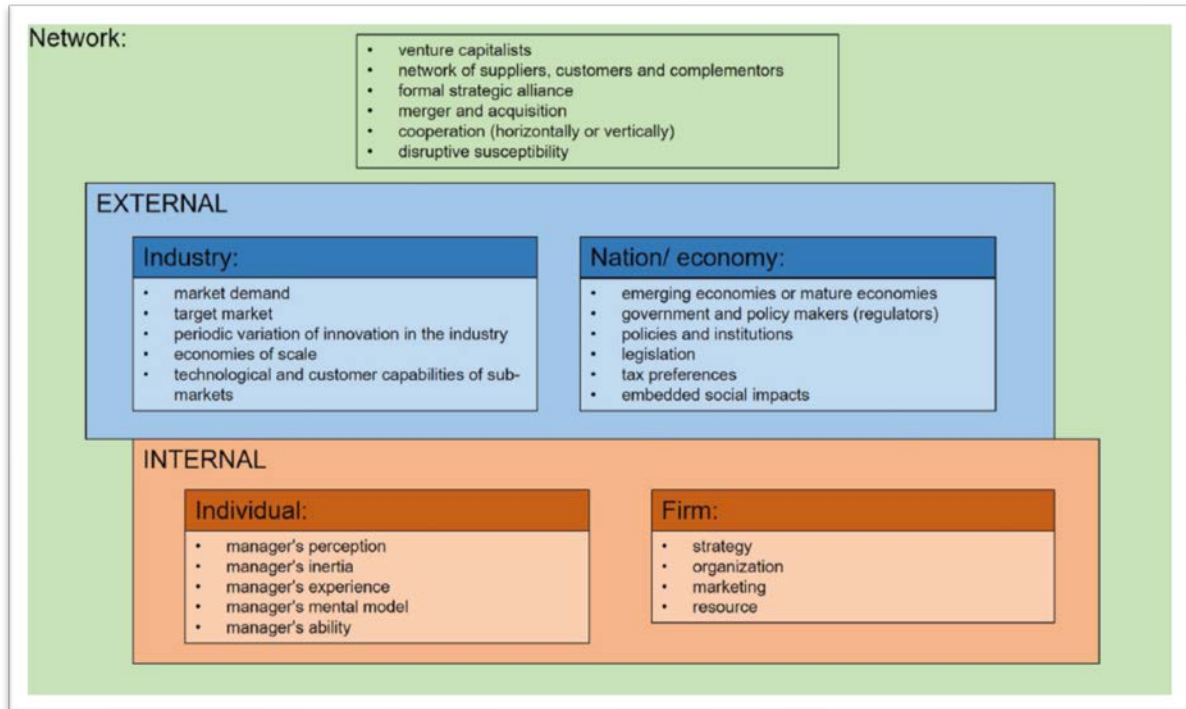 Network:
• venture capitalists
• network of suppliers, customers and complementors
• formal strategic alliance
• merger and acquisition
• cooperation (horizontally or vertically)
• disruptive susceptibility
EXTERNAL
Industry:
• market demand
• target market
• periodic variation of innovation in the industry
• economies of scale
• technological and customer capabilities of sub-
markets
Nation/ economy:
• emerging economies or mature economies
• government and policy makers (regulators)
• policies and institutions
• legislation
• tax preferences
• embedded social impacts
INTERNAL
Individual:
• manager's perception
• manager's inertia
• manager's experience
• manager's mental model
• manager's ability
Firm:
• strategy
• organization
• marketing
• resource